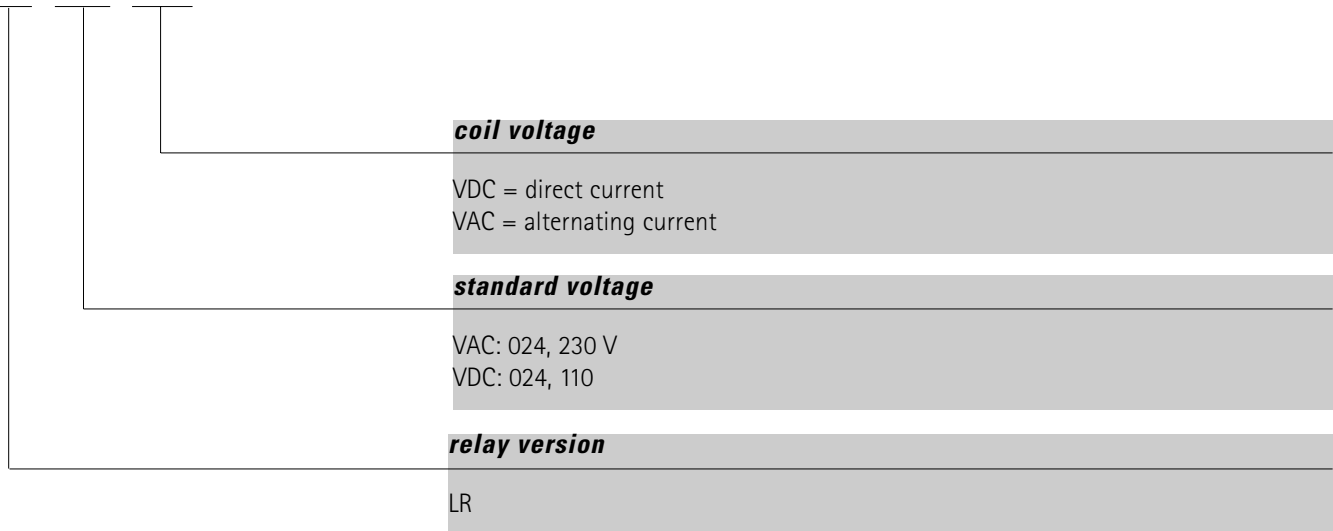 coil voltage
VDC = direct current
VAC = alternating current
standard voltage
VAC: 024, 230 V
VDC: 024, 110
relay version
LR